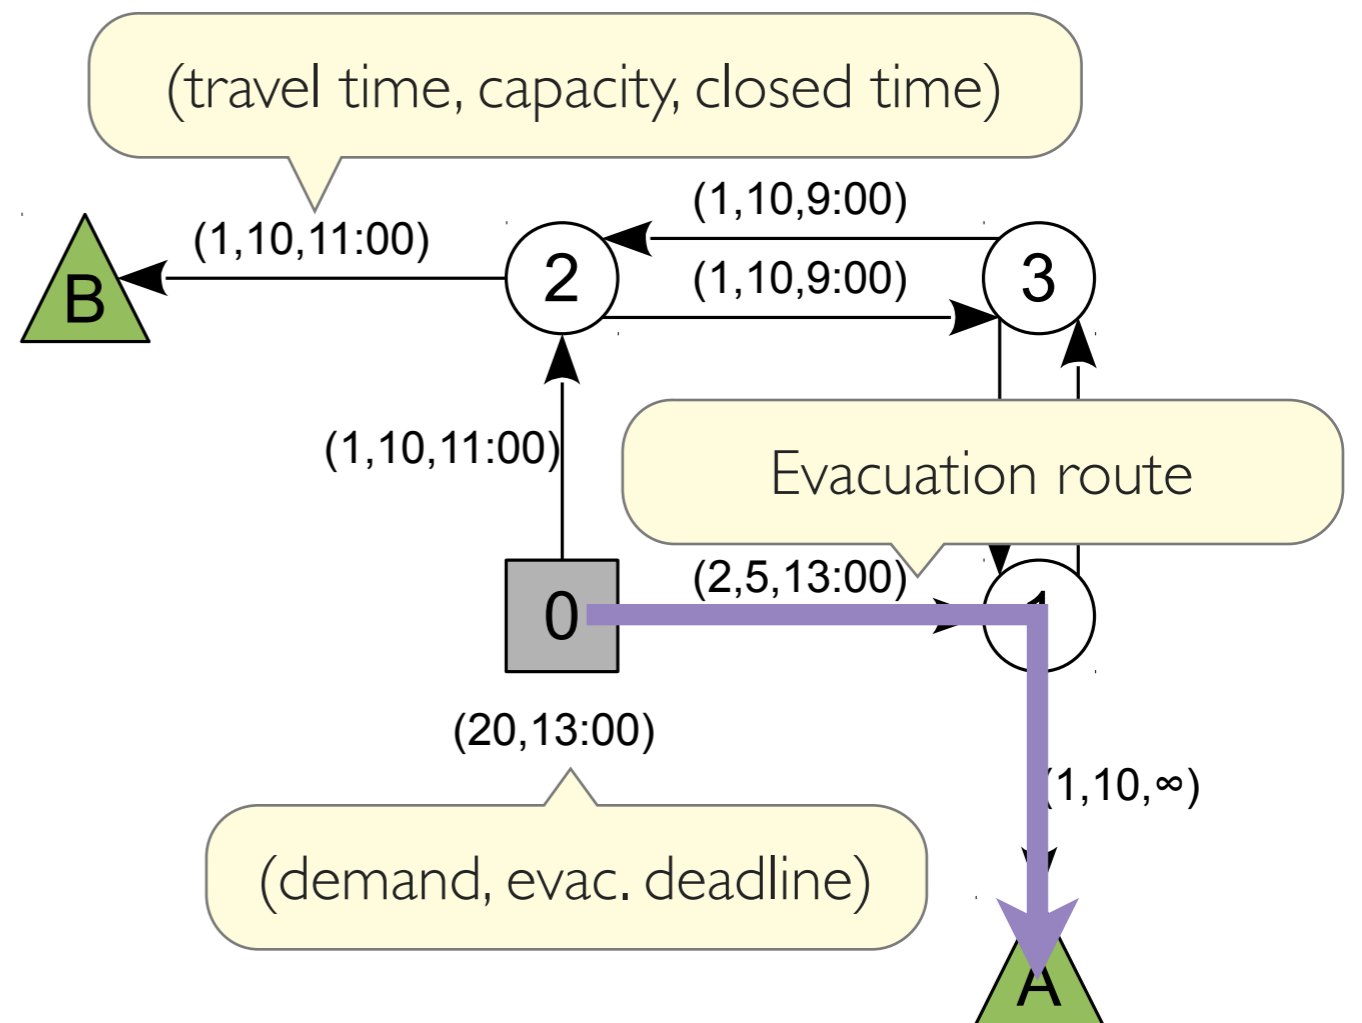 (travel time, capacity, closed time)
(1,10,9:00)
(1,10,11:00)
B
2
(1,10,9:00)
3
(1,10,11:00)
Evacuation route
(2,5,13:00)
0
1
(20,13:00)
(1,10,∞)
(demand, evac. deadline)
A